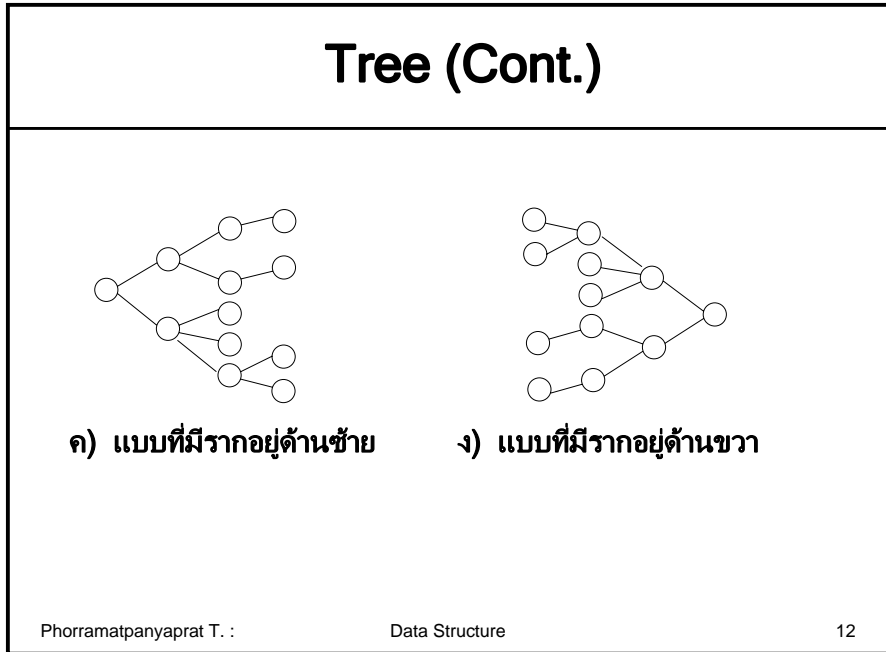 Tree (Cont.)
ค) แบบที่มีรากอยู่ด้านซ้าย
ง) แบบที่มีรากอยู่ด้านขวา
Phorramatpanyaprat T. : Data Structure 12